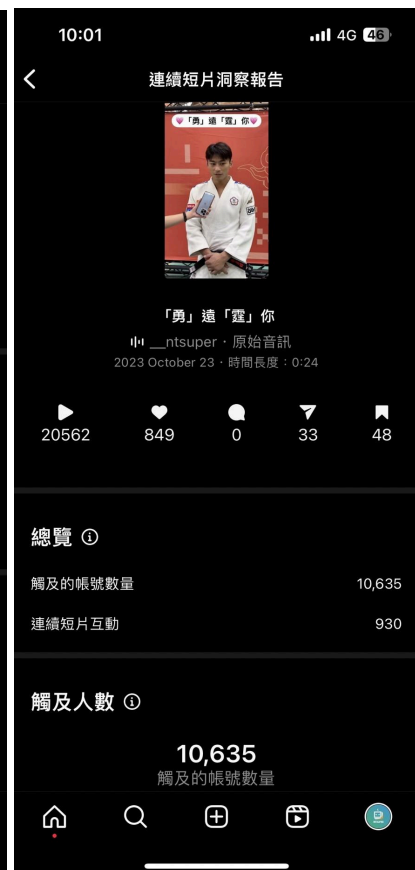 10:01
4G 46
連續短片洞察報告
「勇」遠「霆」你
「勇」遠「霆」你
__ntsuper · 原始音訊
2023 October 23 · 時間長度：0:24
20562 849 0 33 48
總覽
觸及的帳號數量 10,635
連續短片互動 930
觸及人數
10,635
觸及的帳號數量